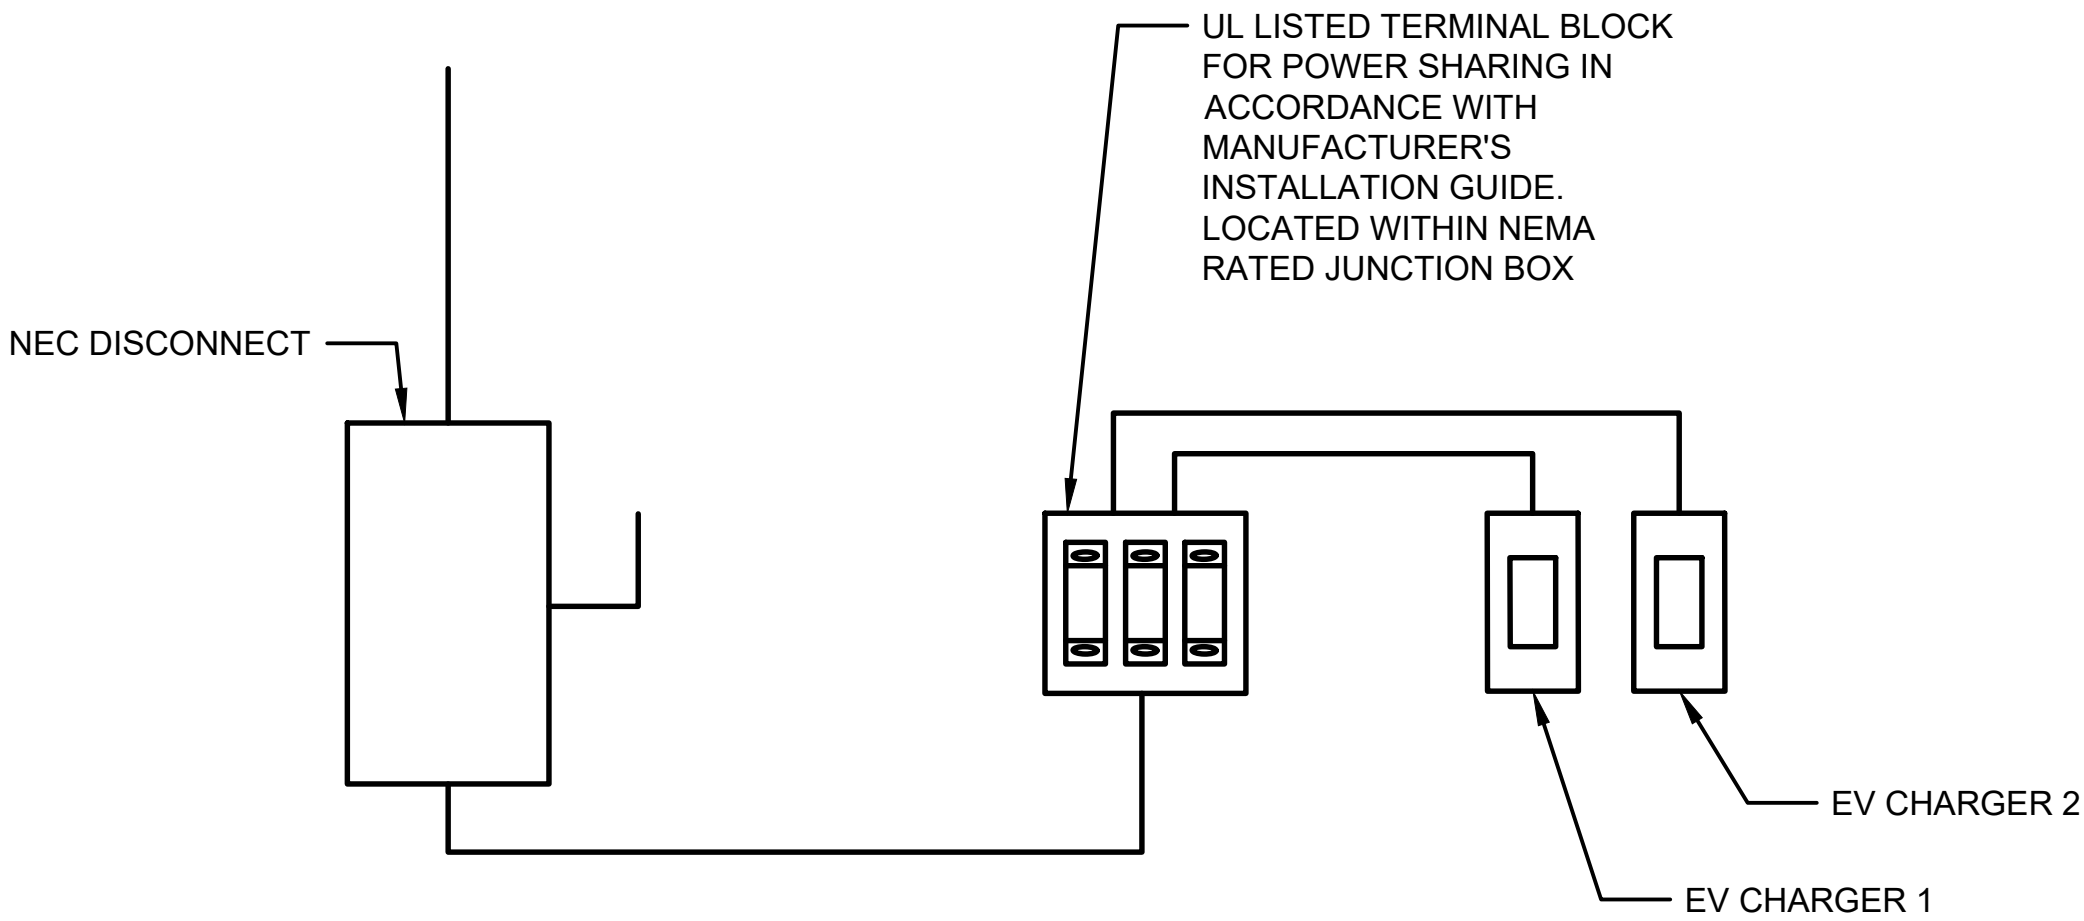 UL LISTED TERMINAL BLOCK
FOR POWER SHARING IN
ACCORDANCE WITH
MANUFACTURER'S
INSTALLATION GUIDE.
LOCATED WITHIN NEMA
RATED JUNCTION BOX
NEC DISCONNECT
EV CHARGER 2
EV CHARGER 1